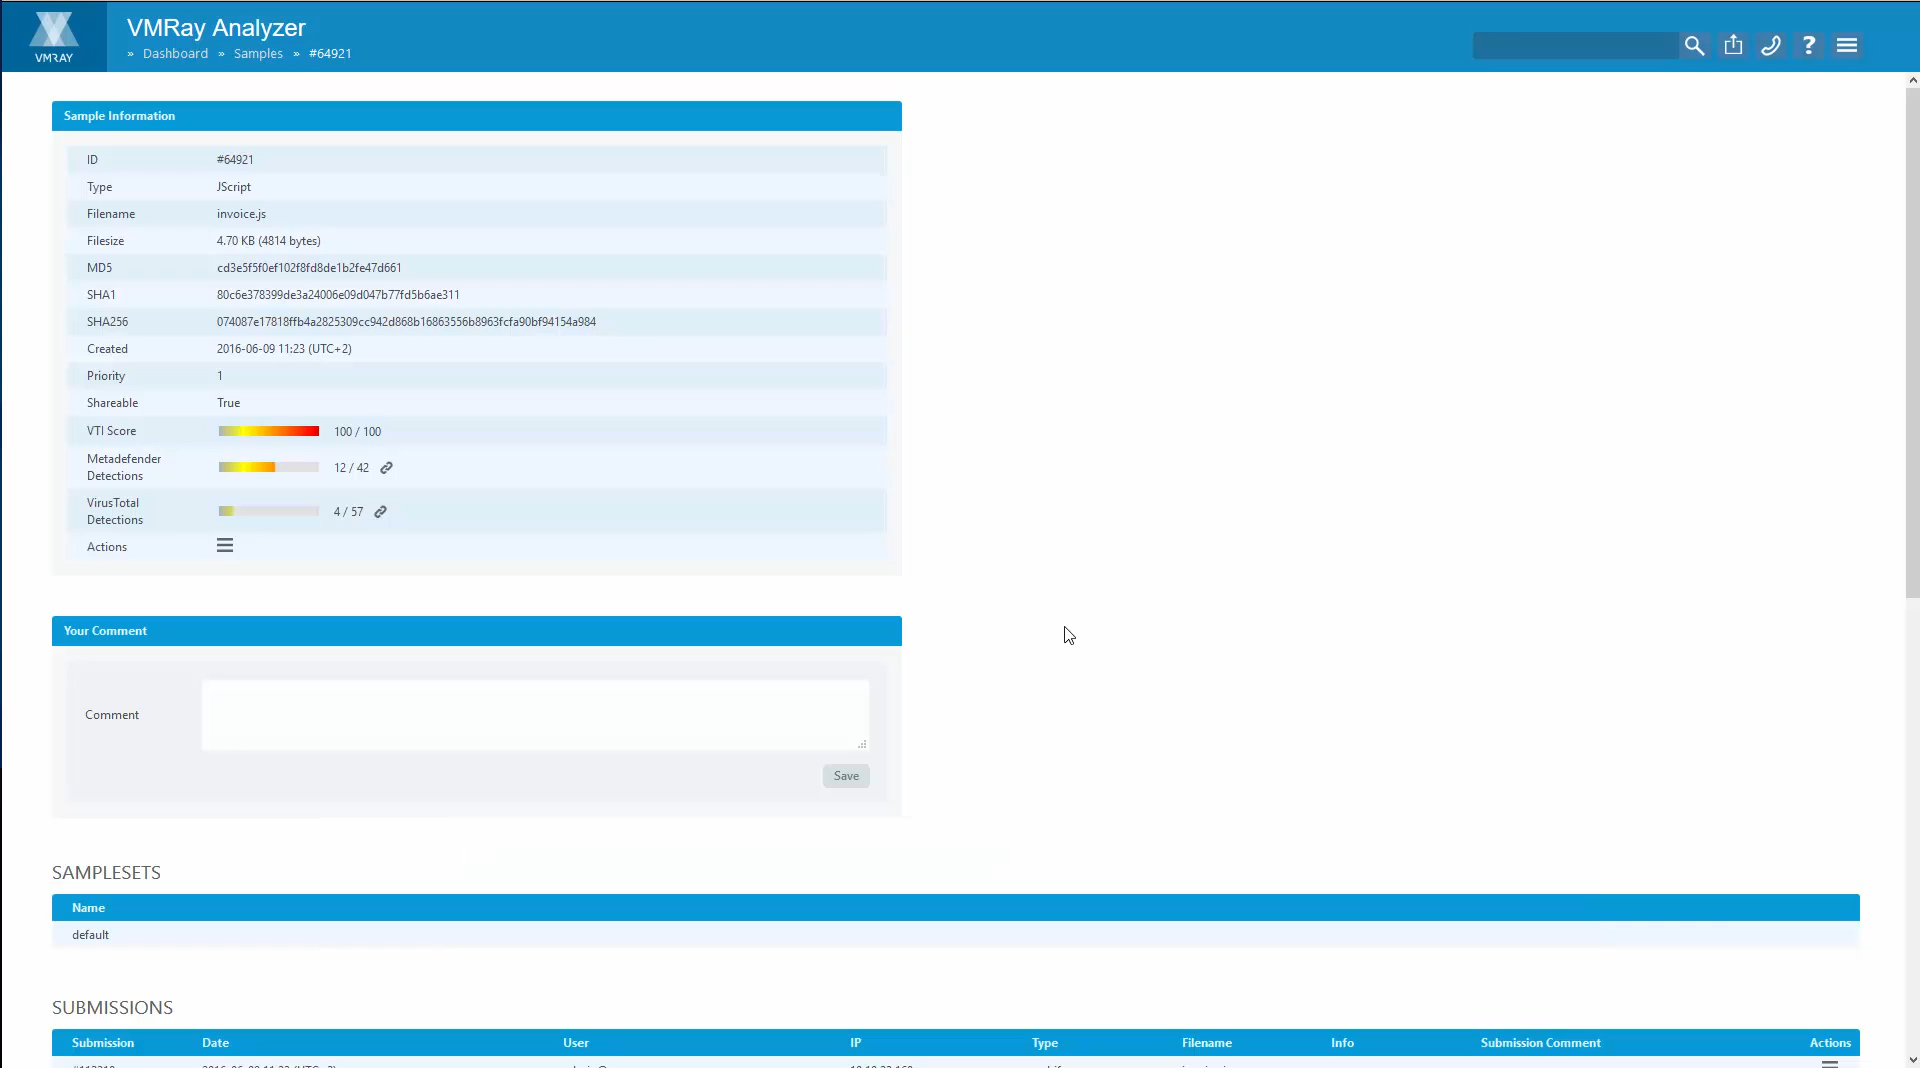 VMRay Analyzer
» Dashboard » Samples » #64921
VMRAY
Sample Information
ID #64921
Type JScript
Filename invoice.js
Filesize 4.70 KB (4814 bytes)
MD5 cd3e5f5f0ef102f8fd8de1b2fe47d661
SHA1 80c6e378399de3a24006e09d047b77fd5b6ae311
SHA256 074087e17818ffb4a2825309cc942d868b16863556b8963fcfa90bf94154a984
Created 2016-06-09 11:23 (UTC+2)
Priority 1
Shareable True
VTI Score 100 / 100
Metadefender
Detections 12 / 42
VirusTotal
Detections 4 / 57
Actions
Your Comment
Comment
Save
SAMPLESETS
Name
default
SUBMISSIONS
Submission Date User IP Type Filename Info Submission Comment Actions